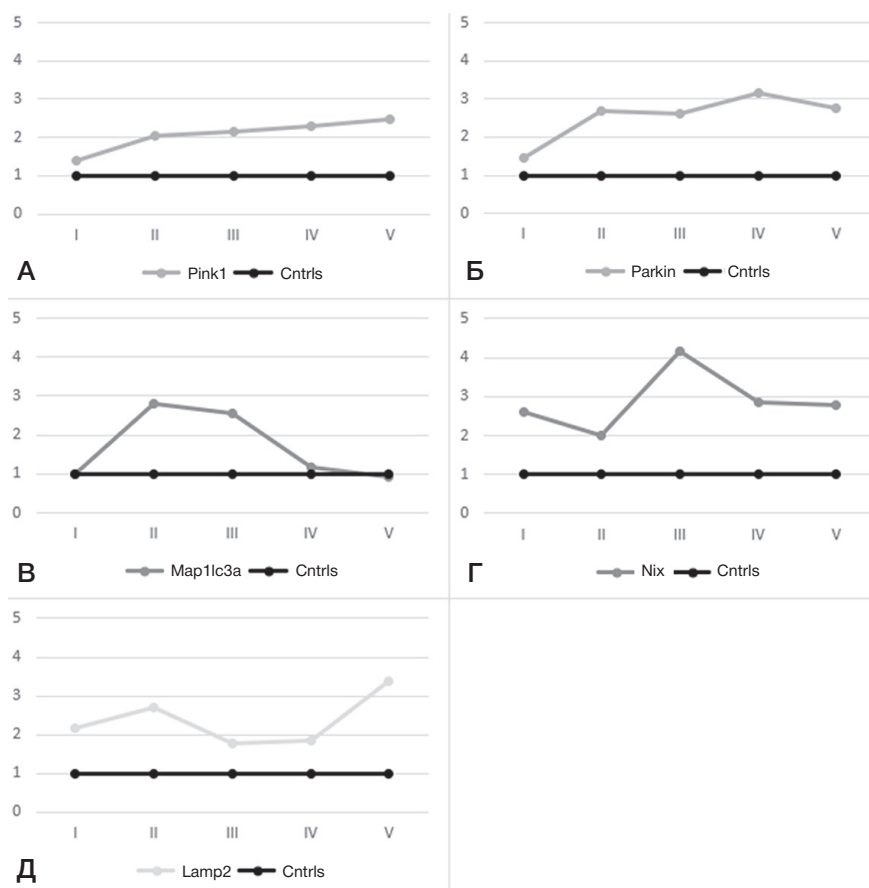 5
4
3
2
1
0
I II III IV V
А
Pink1 Cntrls
5
4
3
2
1
0
I II III IV V
Б
Parkin Cntrls
5
4
3
2
1
0
I II III IV V
В
Map1lc3a Cntrls
5
4
3
2
1
0
I II III IV V
Г
Nix Cntrls
5
4
3
2
1
0
I II III IV V
Д
Lamp2 Cntrls